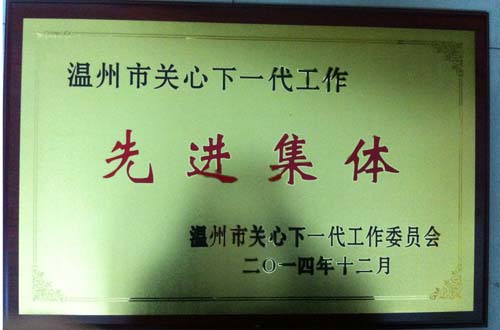 温州市关心下一代工作
先进集体
温州市关心下一代工作委员会
二〇一四年十二月